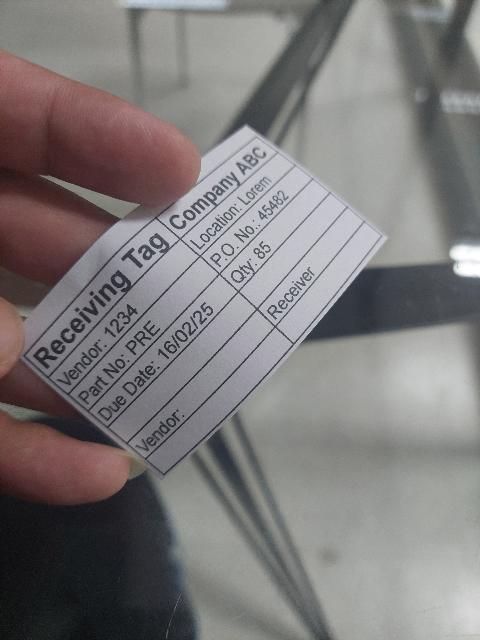 Receiving Tag Company ABC
Vendor: 1234 Location: Lorem
Part No: PRE P.O. No.: 45482
Due Date: 16/02/25 Qty: 85
Vendor: Receiver